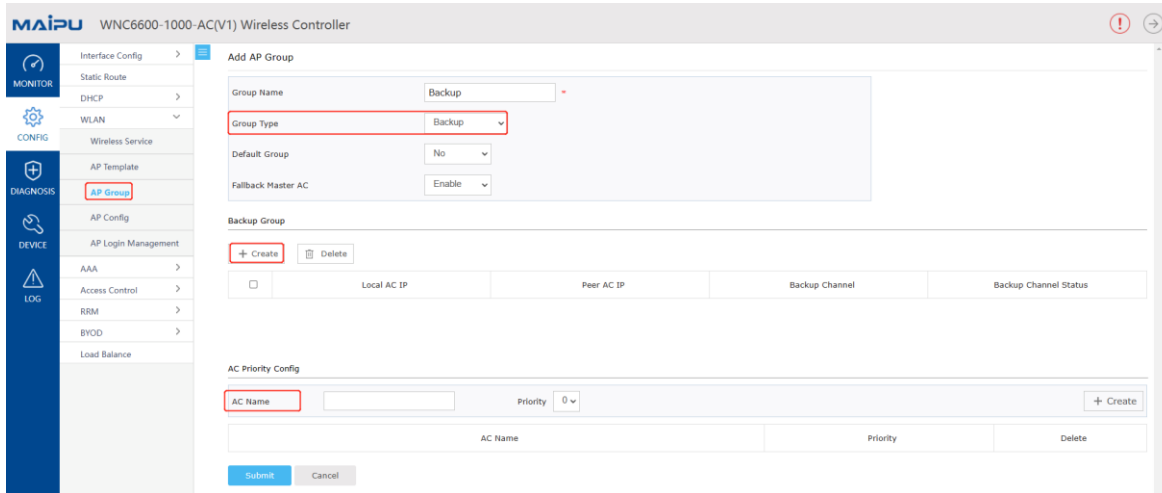 MAIPU WNC6600-1000-AC(V1) Wireless Controller
MONITOR
CONFIG
DIAGNOSIS
DEVICE
LOG
Interface Config
Static Route
DHCP
WLAN
Wireless Service
AP Template
AP Group
AP Config
AP Login Management
AAA
Access Control
RRM
BYOD
Load Balance
Add AP Group
Group Name Backup *
Group Type Backup
Default Group No
Fallback Master AC Enable
Backup Group
+ Create Delete
Local AC IP Peer AC IP Backup Channel Backup Channel Status
AC Priority Config
AC Name Priority 0 + Create
AC Name Priority Delete
Submit Cancel